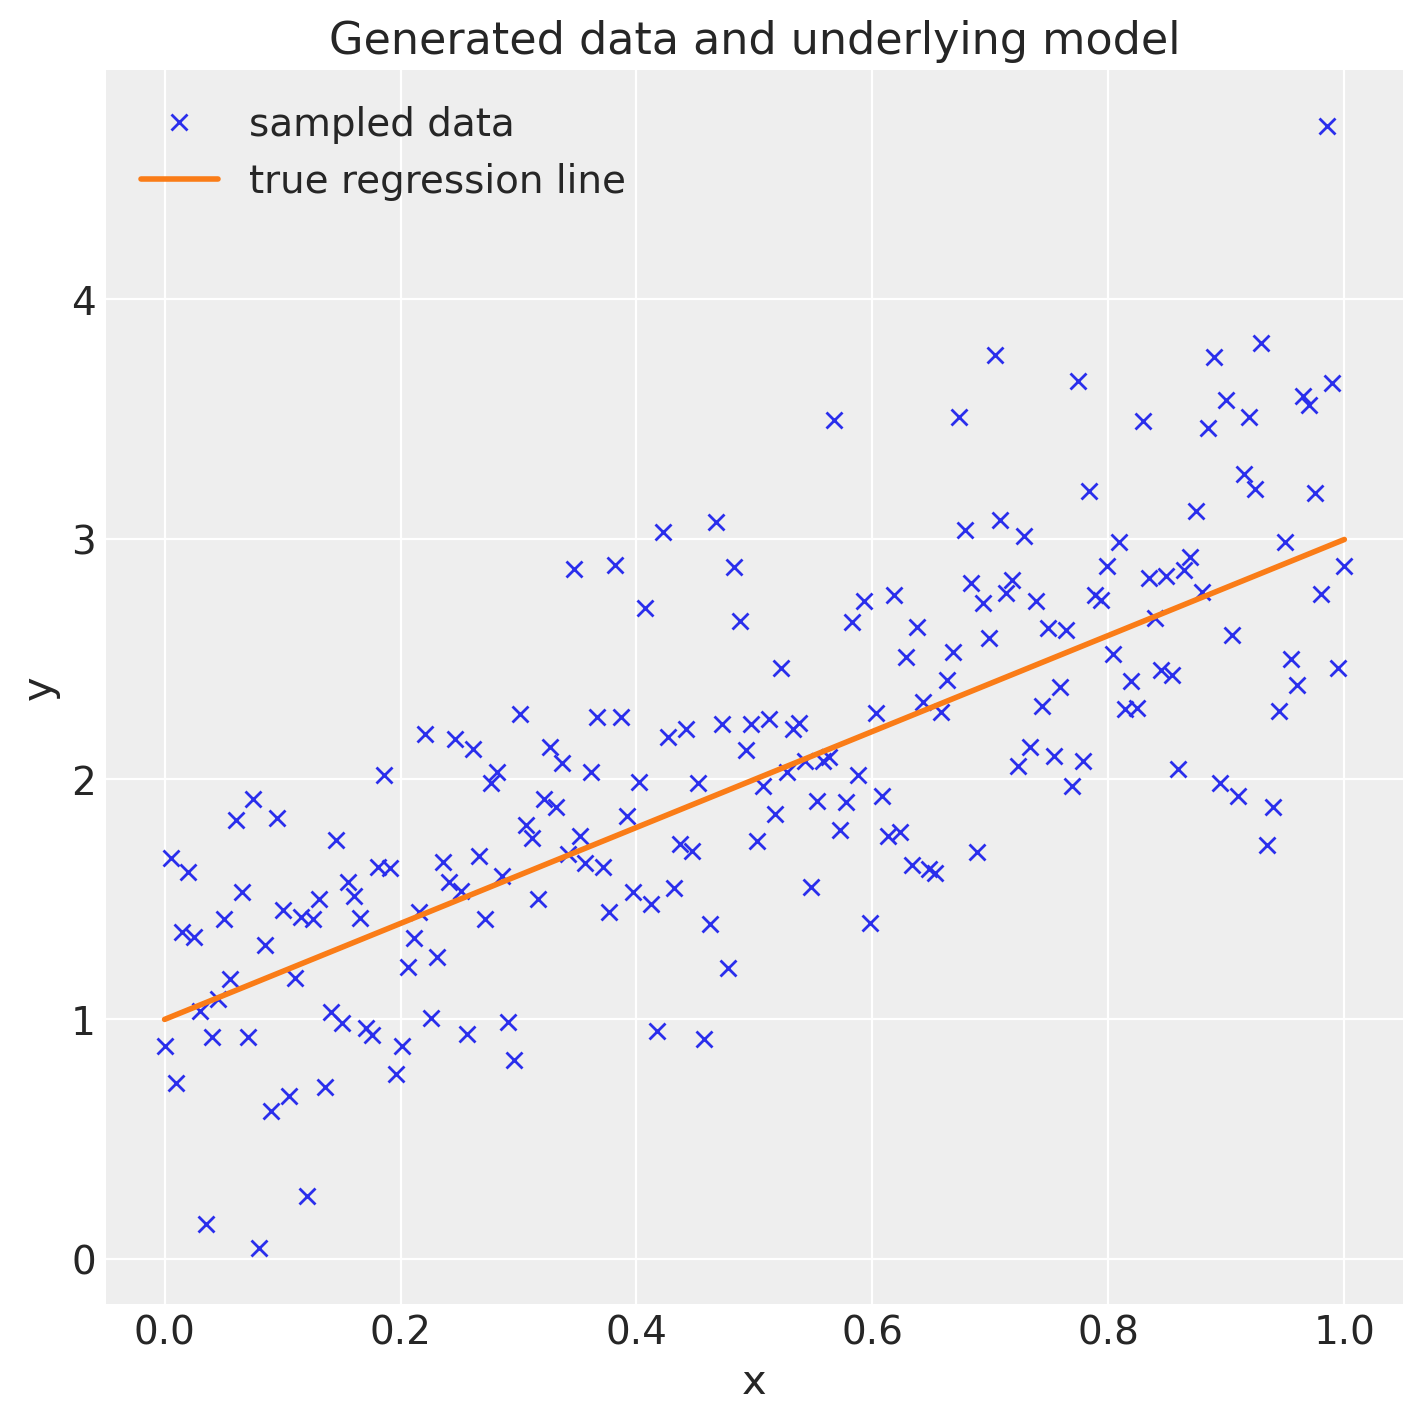 Generated data and underlying model
sampled data
true regression line
4
3
2
1
0
y
0.0 0.2 0.4 0.6 0.8 1.0
x